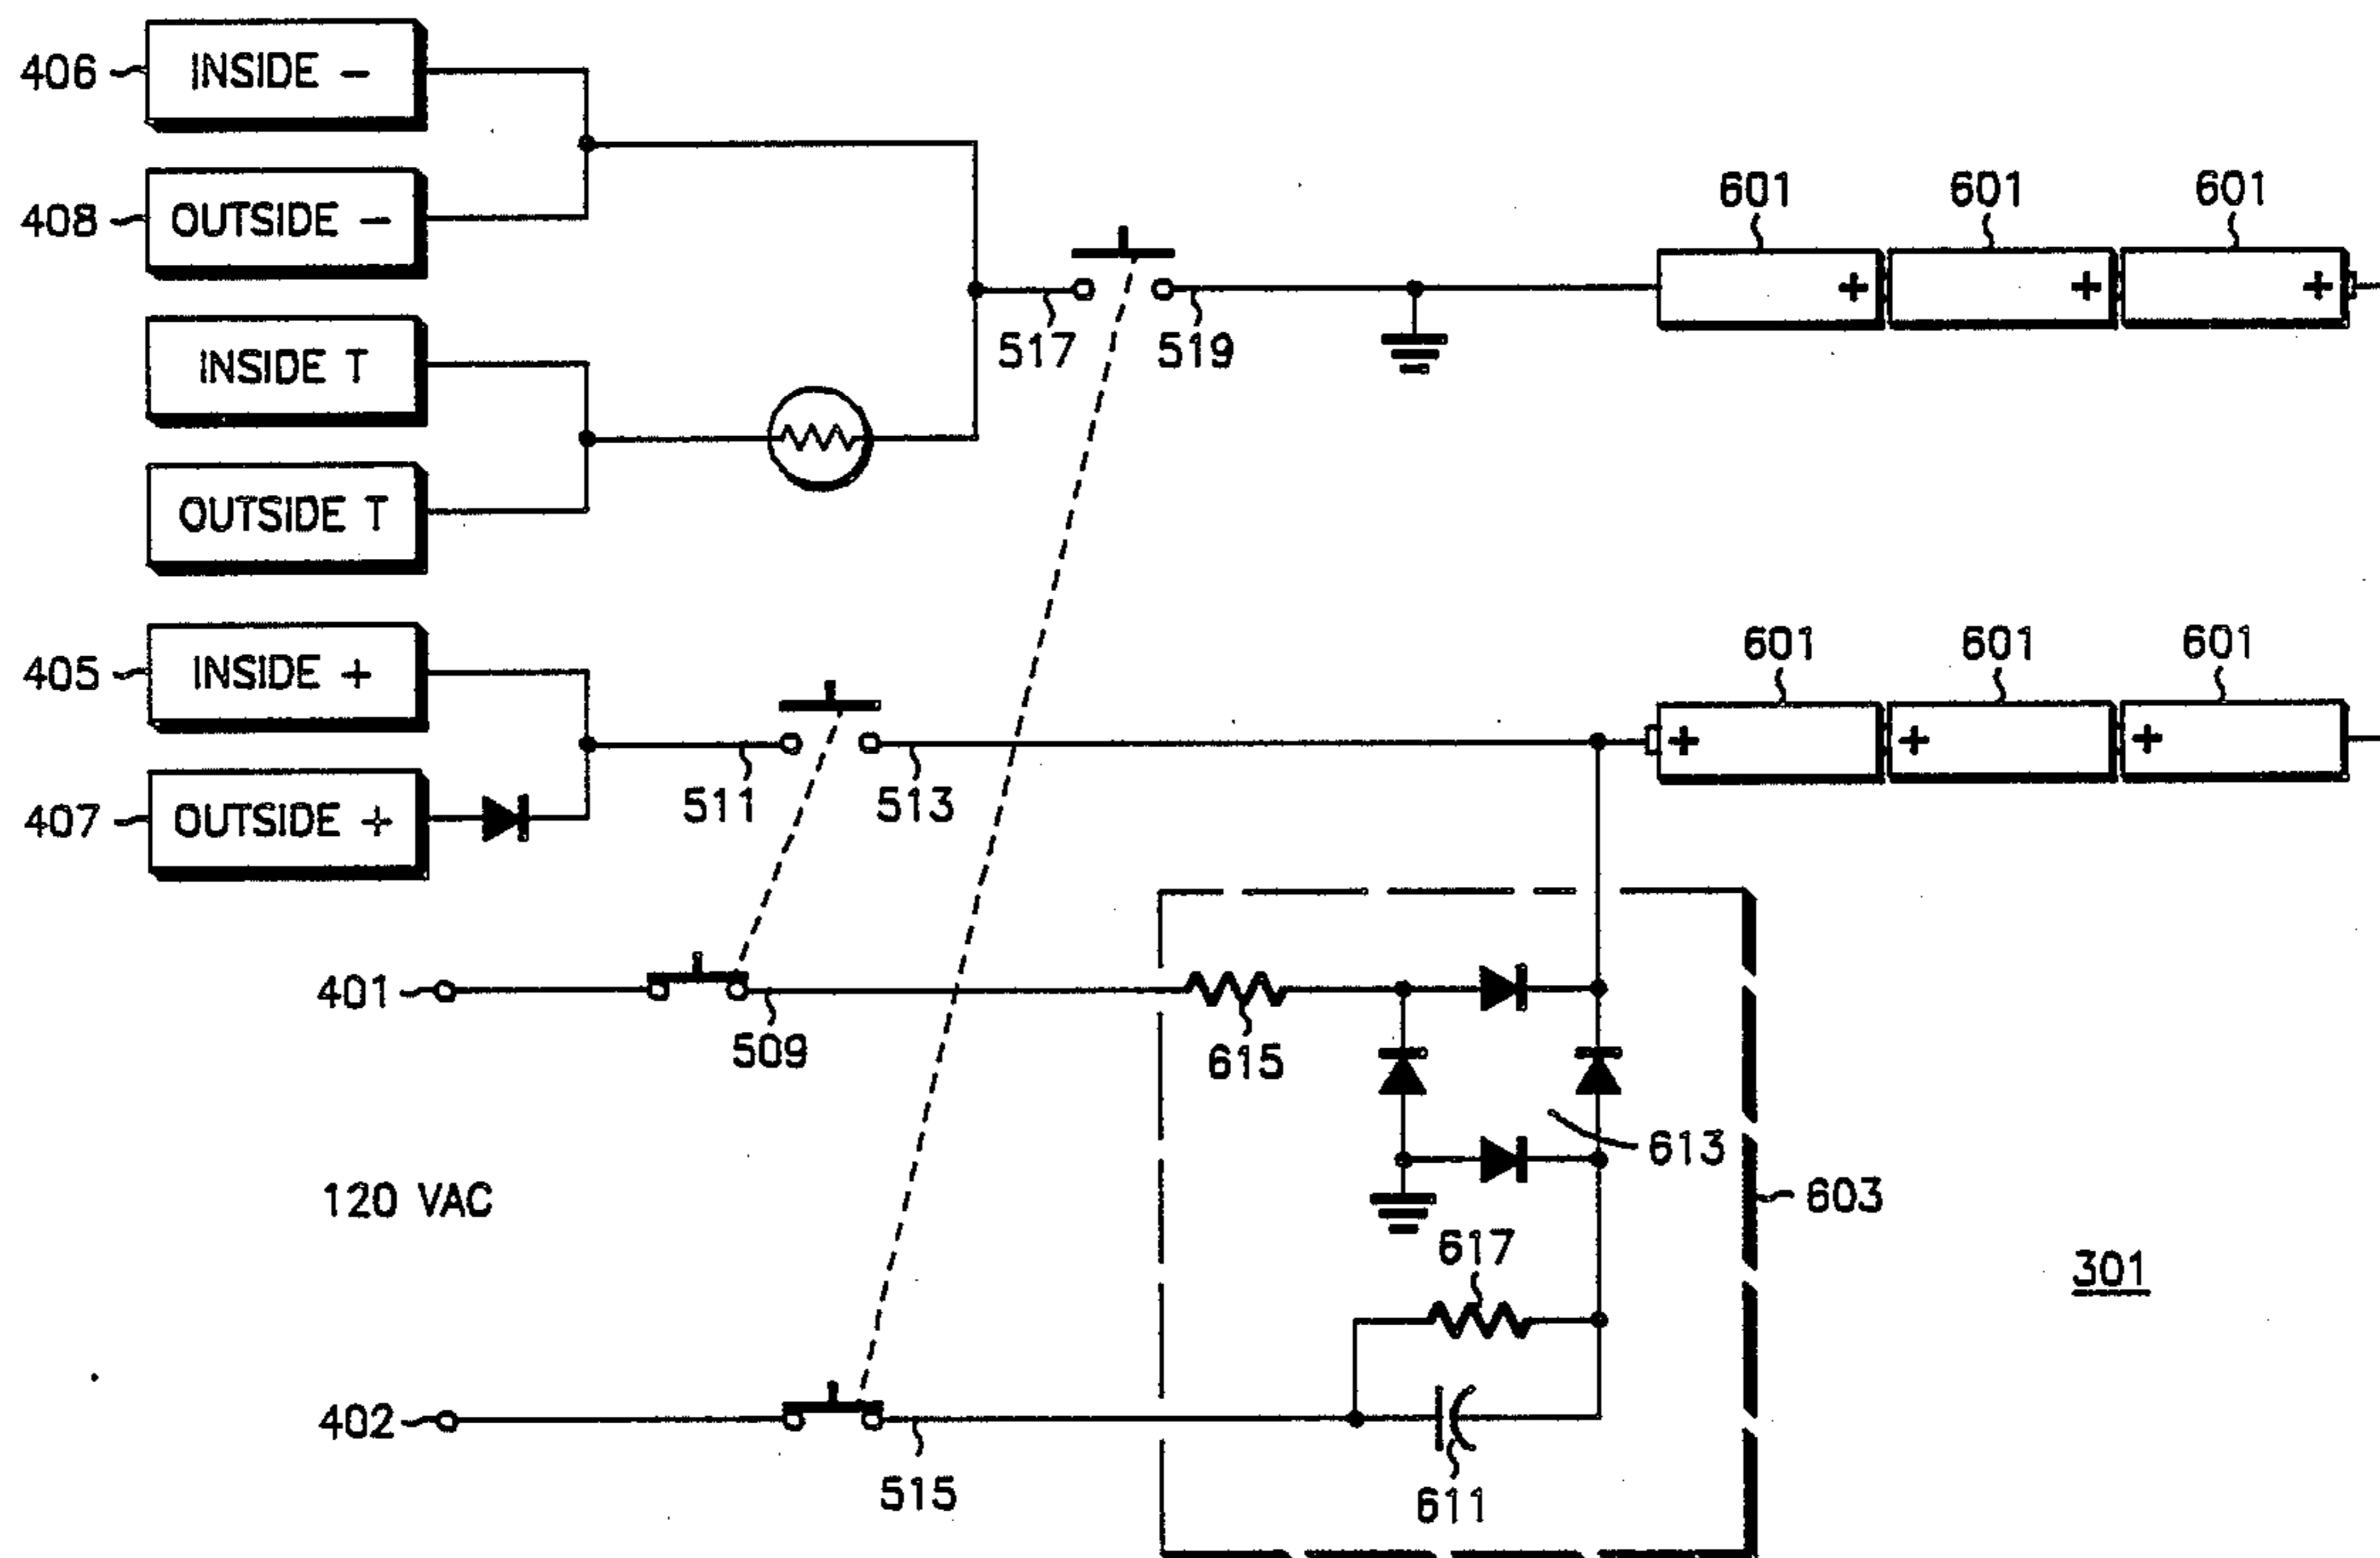 406
INSIDE -
408
OUTSIDE -
601 601 601
+ + +
517 519
INSIDE T
OUTSIDE T
405
INSIDE +
601 601 601
+ + +
407
OUTSIDE +
511 513
401
509
615
613
120 VAC
603
617
301
402
515
611